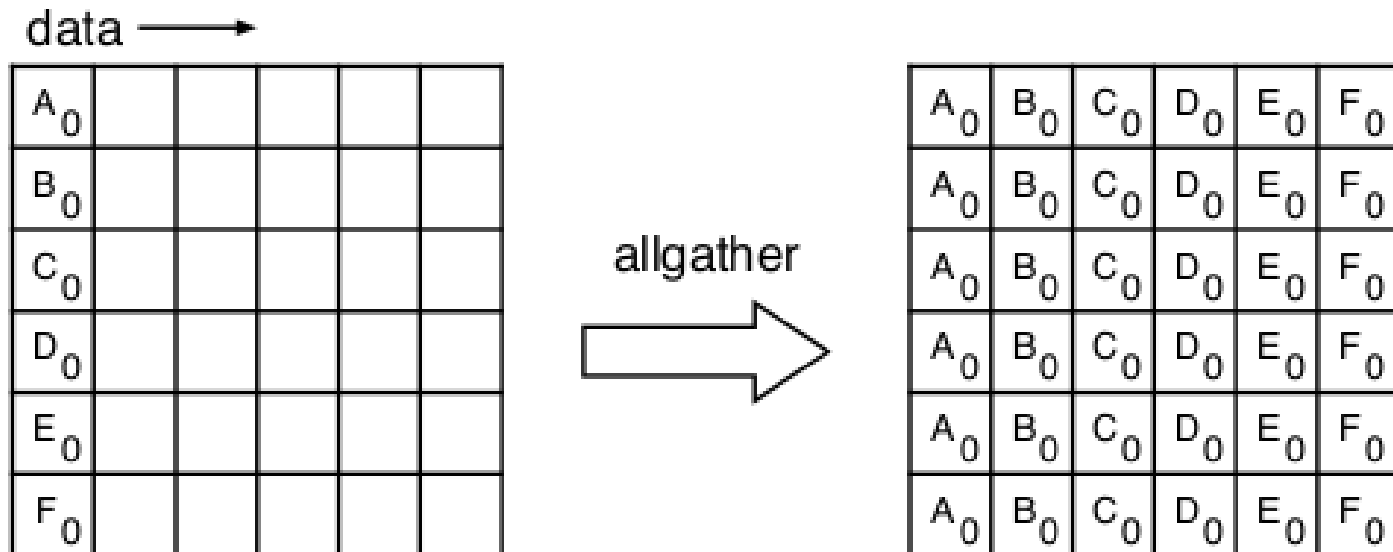 data
A0 A0 B0 C0 D0 E0 F0
B0 A0 B0 C0 D0 E0 F0
C0 allgather A0 B0 C0 D0 E0 F0
D0 A0 B0 C0 D0 E0 F0
E0 A0 B0 C0 D0 E0 F0
F0 A0 B0 C0 D0 E0 F0